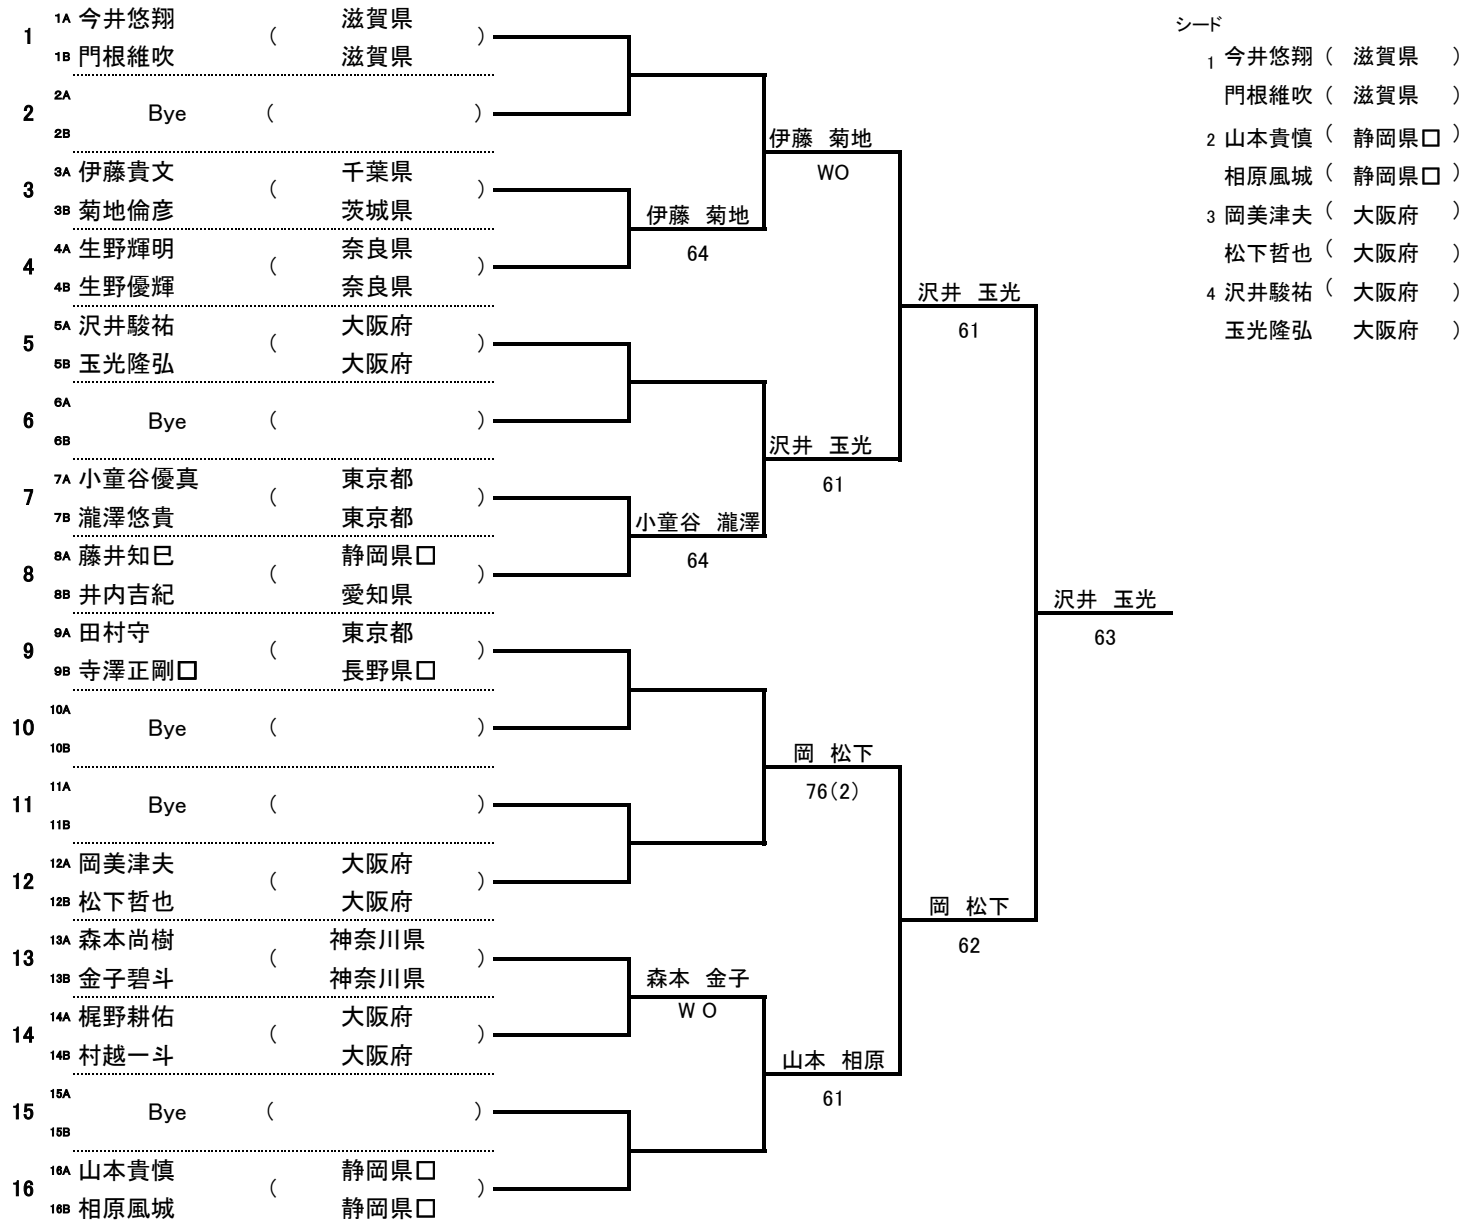 1A 今井悠翔 滋賀県
1 ( )
1B 門根維吹 滋賀県
2A
2 Bye ( )
2B
3A 伊藤貴文 千葉県
3 ( )
3B 菊地倫彦 茨城県
4A 生野輝明 奈良県
4 ( )
4B 生野優輝 奈良県
5A 沢井駿祐 大阪府
5 ( )
5B 玉光隆弘 大阪府
6A
6 Bye ( )
6B
7A 小童谷優真 東京都
7 ( )
7B 瀧澤悠貴 東京都
8A 藤井知巳 静岡県□
8 ( )
8B 井内吉紀 愛知県
9A 田村守 東京都
9 ( )
9B 寺澤正剛□ 長野県□
10A
10 Bye ( )
10B
11A
11 Bye ( )
11B
12A 岡美津夫 大阪府
12 ( )
12B 松下哲也 大阪府
13A 森本尚樹 神奈川県
13 ( )
13B 金子碧斗 神奈川県
14A 梶野耕佑 大阪府
14 ( )
14B 村越一斗 大阪府
15A
15 Bye ( )
15B
16A 山本貴慎 静岡県□
16 ( )
16B 相原風城 静岡県□
伊藤 菊地
64
小童谷 瀧澤
64
森本 金子
W O
伊藤 菊地
WO
沢井 玉光
61
岡 松下
76(2)
山本 相原
61
沢井 玉光
61
岡 松下
62
沢井 玉光
63
シード
1 今井悠翔 ( 滋賀県 )
門根維吹 ( 滋賀県 )
2 山本貴慎 ( 静岡県□ )
相原風城 ( 静岡県□ )
3 岡美津夫 ( 大阪府 )
松下哲也 ( 大阪府 )
4 沢井駿祐 ( 大阪府 )
玉光隆弘 大阪府 )